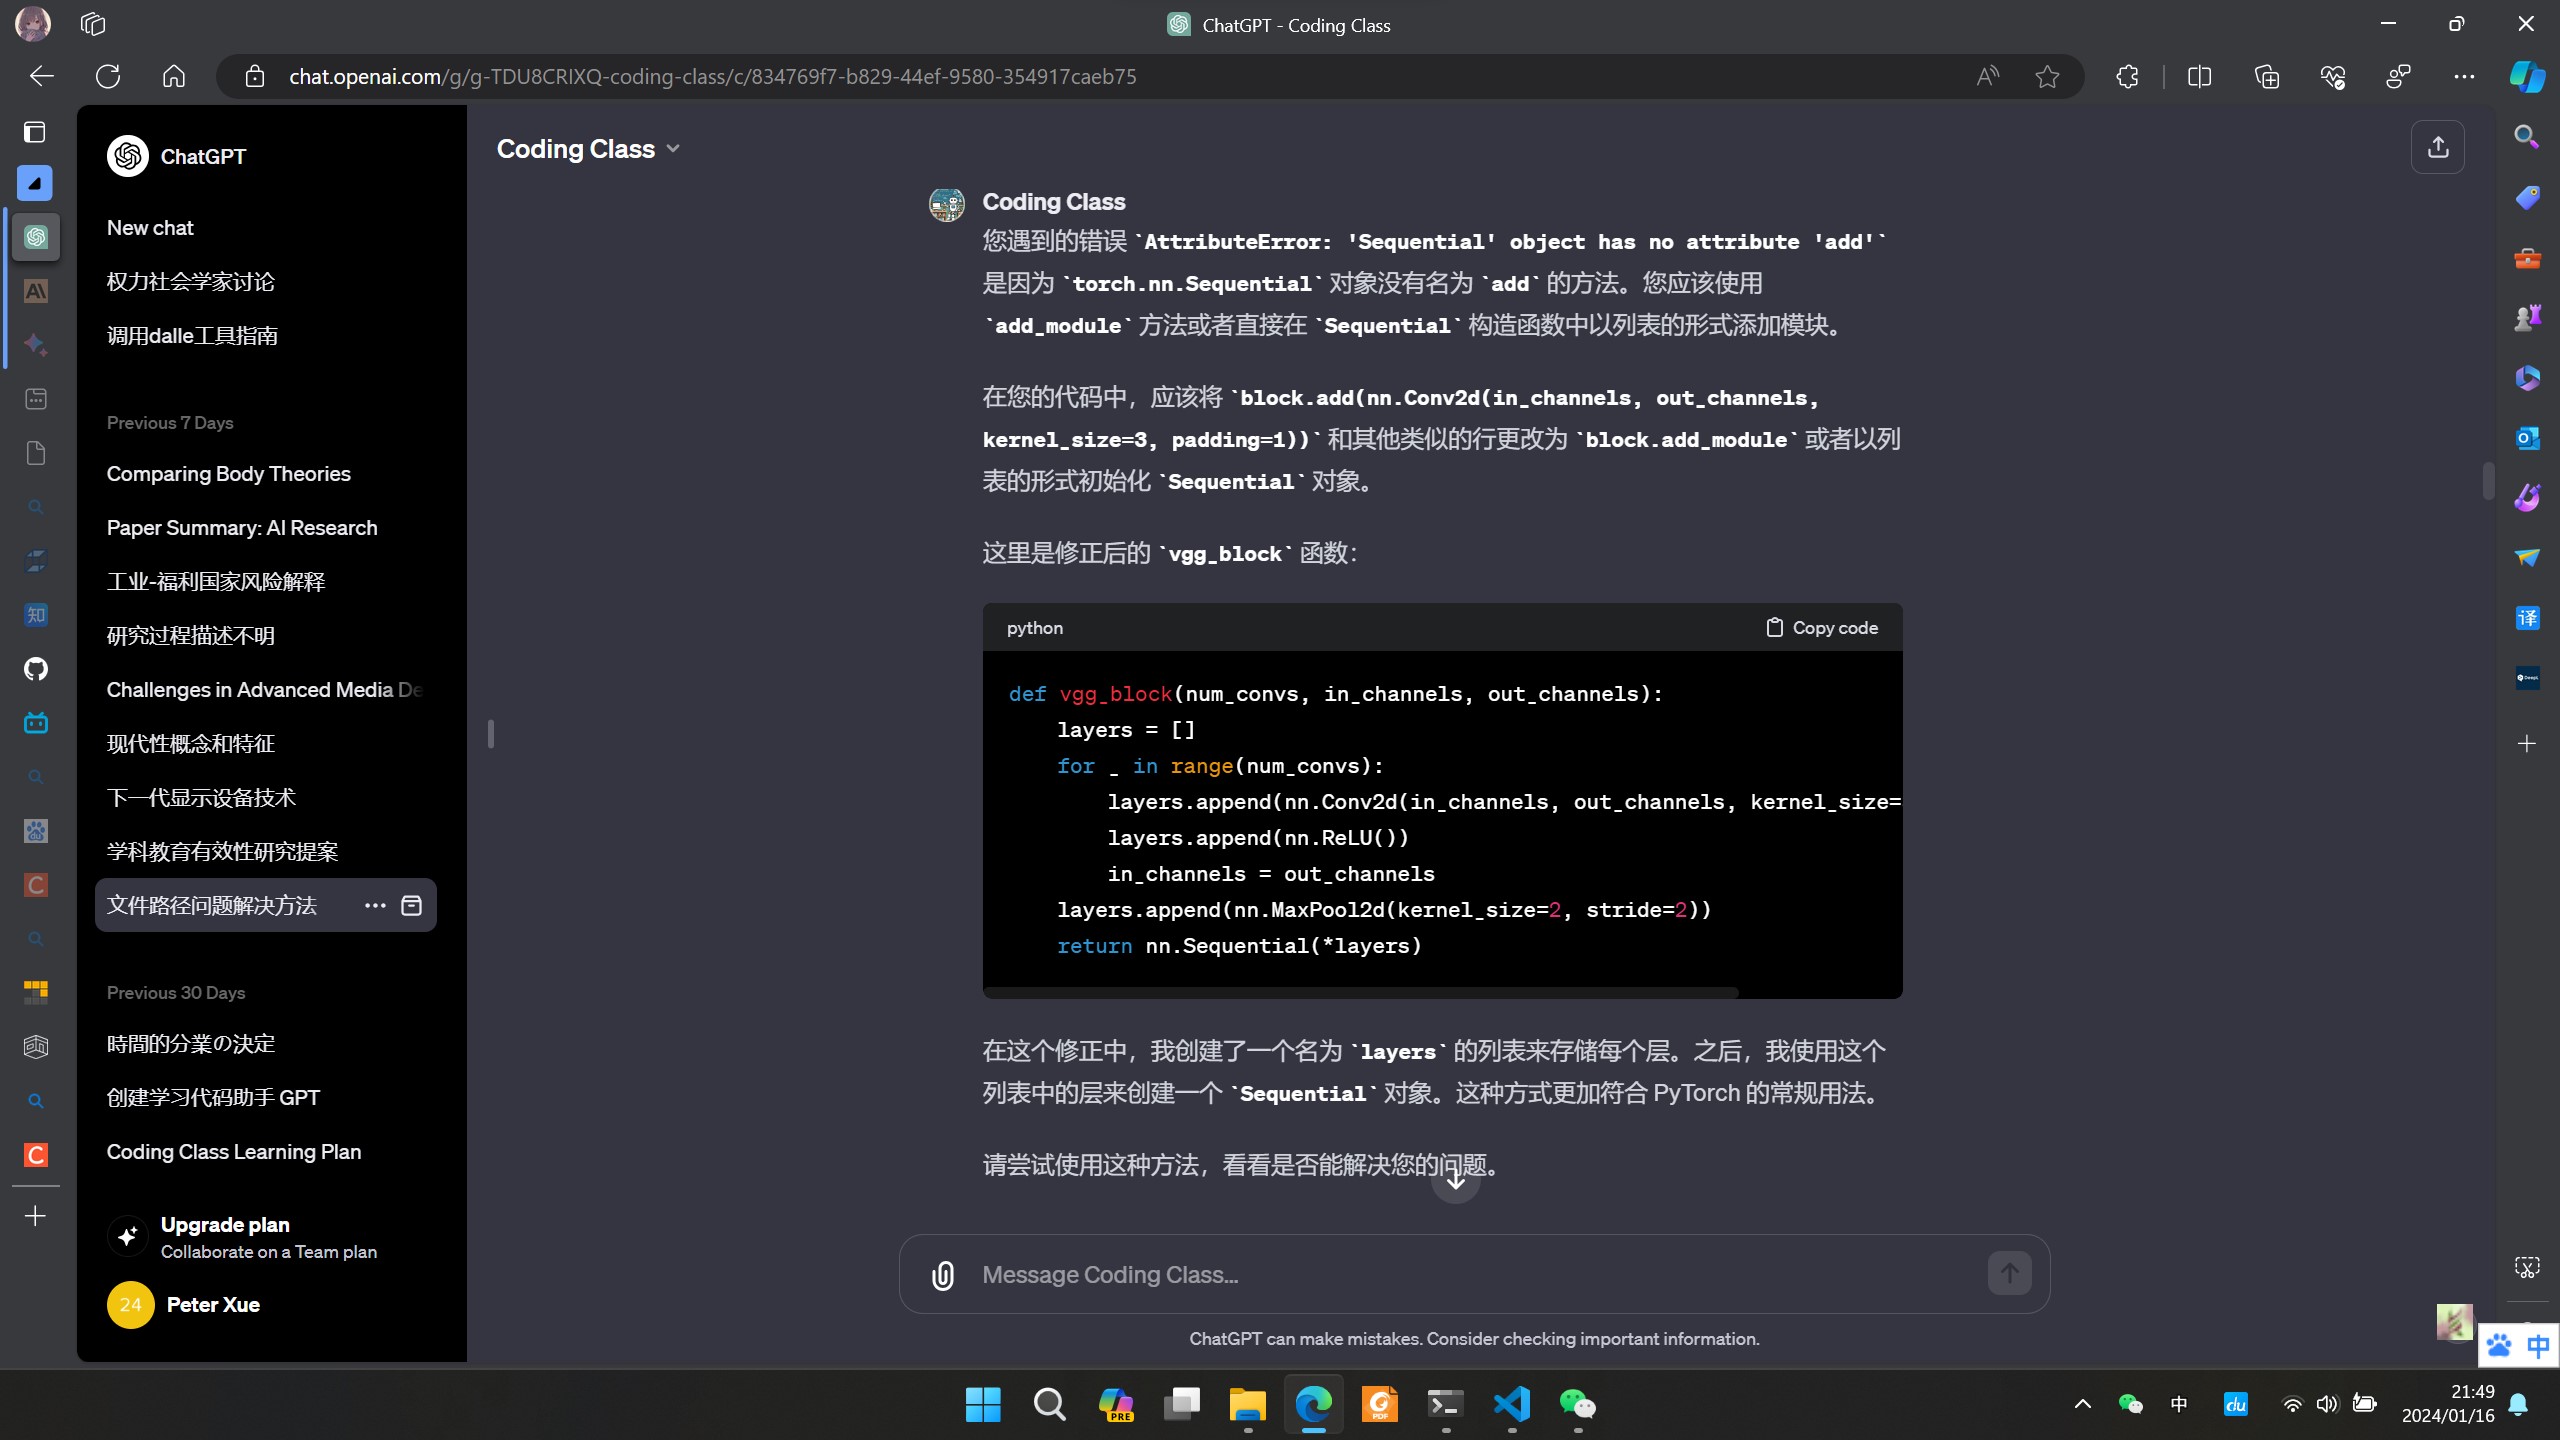 ChatGPT - Coding Class
chat.openai.com/g/g-TDU8CRIXQ-coding-class/c/834769f7-b829-44ef-9580-354917caeb75
ChatGPT
New chat
权力社会学家讨论
调用dalle工具指南
Previous 7 Days
Comparing Body Theories
Paper Summary: AI Research
工业-福利国家风险解释
研究过程描述不明
Challenges in Advanced Media De
现代性概念和特征
下一代显示设备技术
学科教育有效性研究提案
文件路径问题解决方法
Previous 30 Days
時間的分業の決定
创建学习代码助手 GPT
Coding Class Learning Plan
Upgrade plan
Collaborate on a Team plan
24 Peter Xue
Coding Class
Coding Class
您遇到的错误 `AttributeError: 'Sequential' object has no attribute 'add'`
是因为 `torch.nn.Sequential` 对象没有名为 `add` 的方法。您应该使用
`add_module` 方法或者直接在 `Sequential` 构造函数中以列表的形式添加模块。
在您的代码中，应该将 `block.add(nn.Conv2d(in_channels, out_channels,
kernel_size=3, padding=1))` 和其他类似的行更改为 `block.add_module` 或者以列
表的形式初始化 `Sequential` 对象。
这里是修正后的 `vgg_block` 函数：
python Copy code
def vgg_block(num_convs, in_channels, out_channels):
    layers = []
    for _ in range(num_convs):
        layers.append(nn.Conv2d(in_channels, out_channels, kernel_size=
        layers.append(nn.ReLU())
        in_channels = out_channels
    layers.append(nn.MaxPool2d(kernel_size=2, stride=2))
    return nn.Sequential(*layers)
在这个修正中，我创建了一个名为 `layers` 的列表来存储每个层。之后，我使用这个
列表中的层来创建一个 `Sequential` 对象。这种方式更加符合 PyTorch 的常规用法。
请尝试使用这种方法，看看是否能解决您的问题。
Message Coding Class...
ChatGPT can make mistakes. Consider checking important information.
知
du
C
C
译
DeepL
中
PRE
PDF
中
du
21:49
2024/01/16